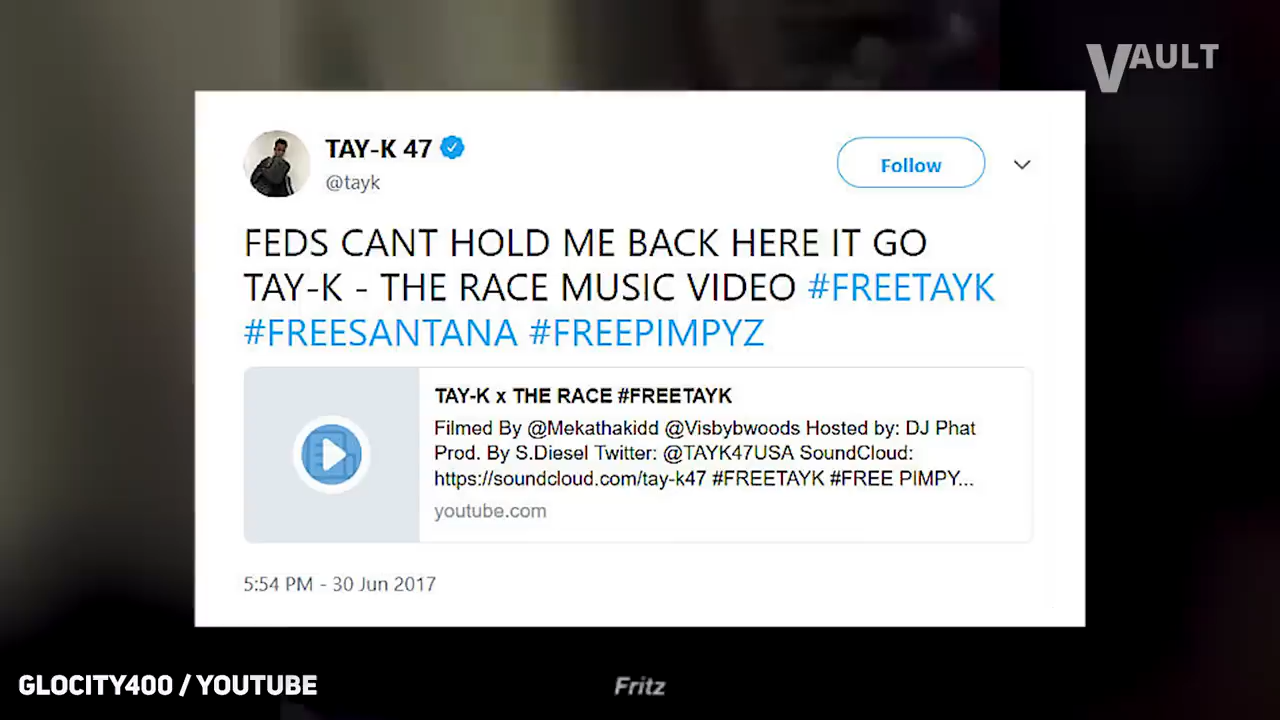 VAULT
TAY-K 47
@tayk
Follow
FEDS CANT HOLD ME BACK HERE IT GO
TAY-K - THE RACE MUSIC VIDEO #FREETAYK
#FREESANTANA #FREEPIMPYZ
TAY-K x THE RACE #FREETAYK
Filmed By @Mekathakidd @Visbybwoods Hosted by: DJ Phat
Prod. By S.Diesel Twitter: @TAYK47USA SoundCloud:
https://soundcloud.com/tay-k47 #FREETAYK #FREE PIMPY...
youtube.com
5:54 PM - 30 Jun 2017
GLOCITY400 / YOUTUBE
Fritz